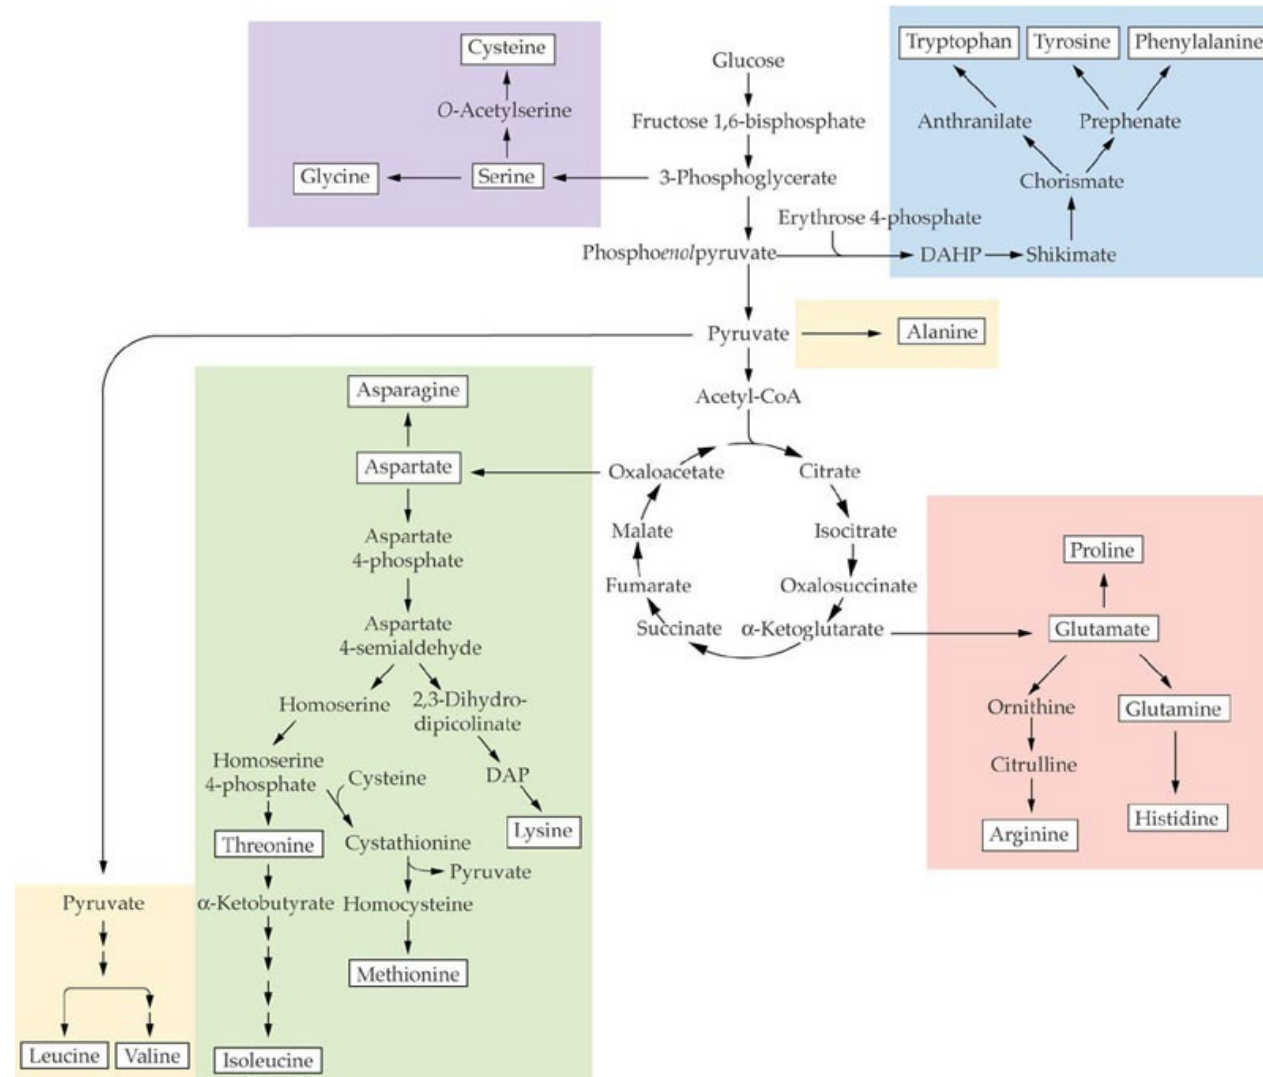 Cysteine
O-Acetylserine
Glycine
Serine
Glucose
Fructose 1,6-bisphosphate
3-Phosphoglycerate
Erythrose 4-phosphate
Phosphoenolpyruvate
Tryptophan
Tyrosine
Phenylalanine
Anthranilate
Prephenate
Chorismate
DAHP
Shikimate
Pyruvate
Alanine
Acetyl-CoA
Oxaloacetate
Citrate
Malate
Isocitrate
Fumarate
Oxalosuccinate
Succinate
α-Ketoglutarate
Asparagine
Aspartate
Aspartate
4-phosphate
Aspartate
4-semialdehyde
Homoserine
2,3-Dihydro-
dipicolinate
Homoserine
4-phosphate
Cysteine
DAP
Threonine
Cystathionine
Lysine
Pyruvate
α-Ketobutyrate
Homocysteine
Methionine
Isoleucine
Proline
Glutamate
Ornithine
Glutamine
Citrulline
Arginine
Histidine
Pyruvate
Leucine
Valine